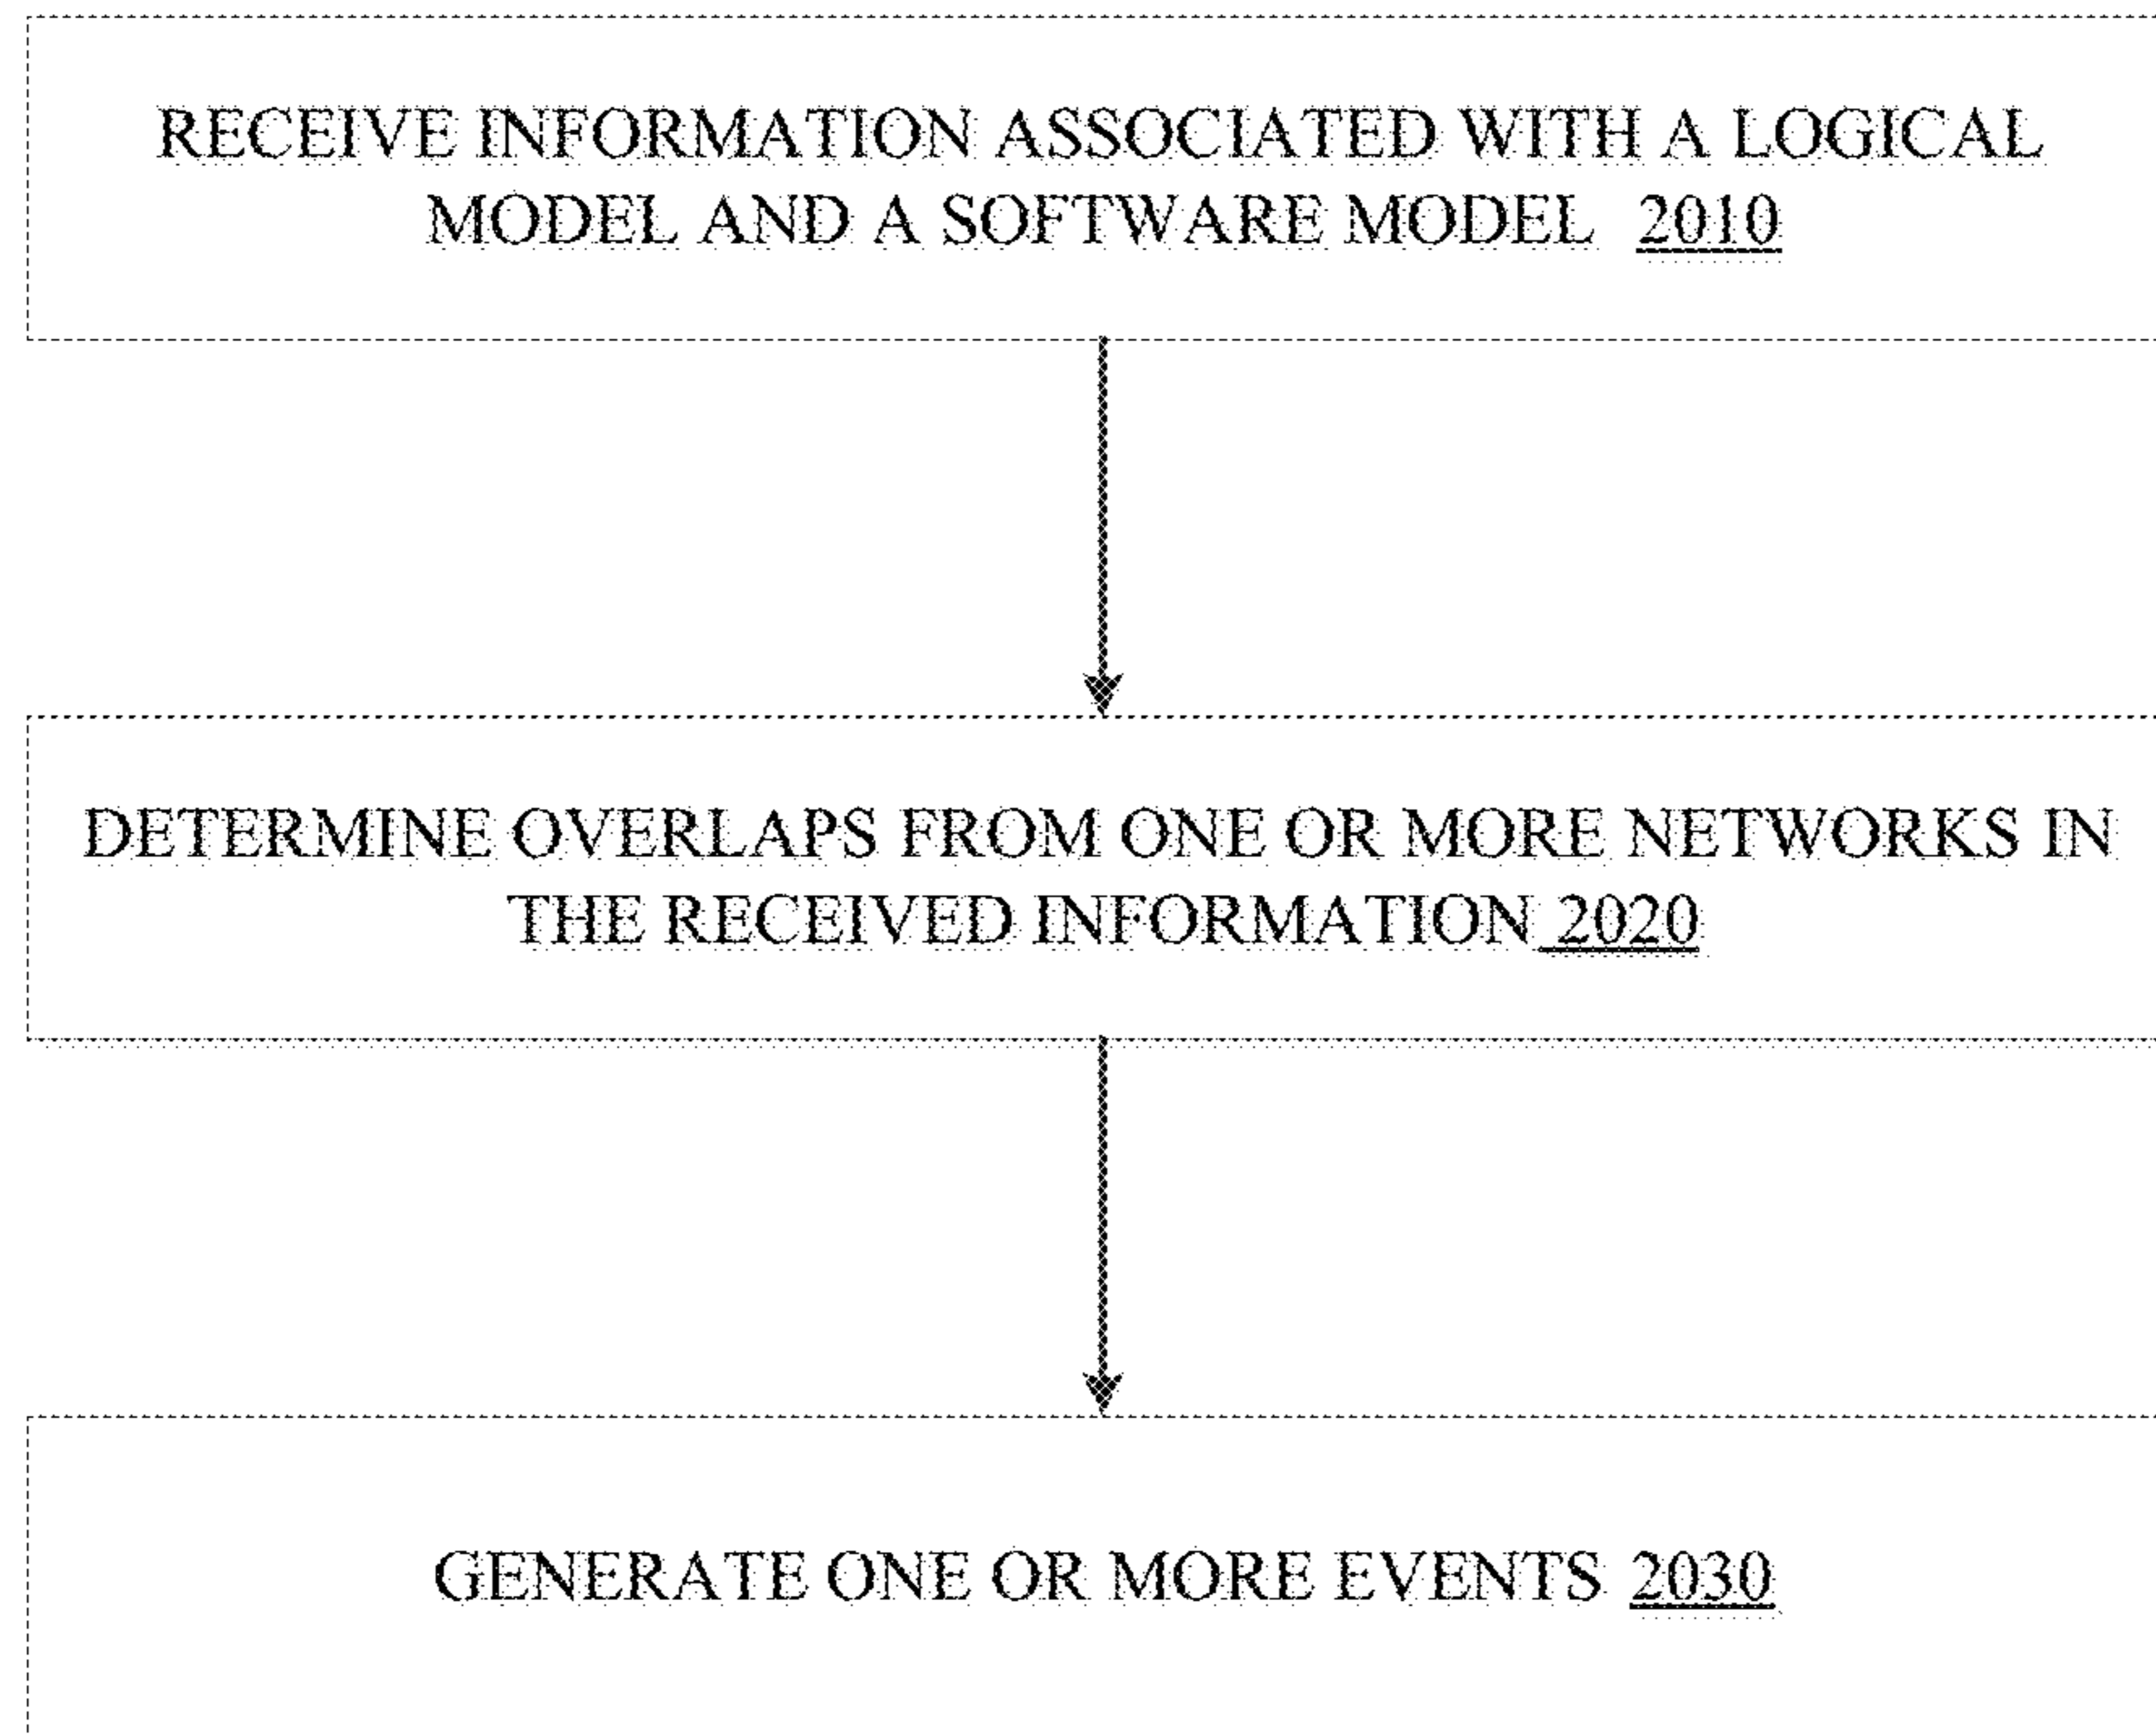 RECEIVE INFORMATION ASSOCIATED WITH A LOGICAL
MODEL AND A SOFTWARE MODEL 2010
DETERMINE OVERLAPS FROM ONE OR MORE NETWORKS IN
THE RECEIVED INFORMATION 2020
GENERATE ONE OR MORE EVENTS 2030